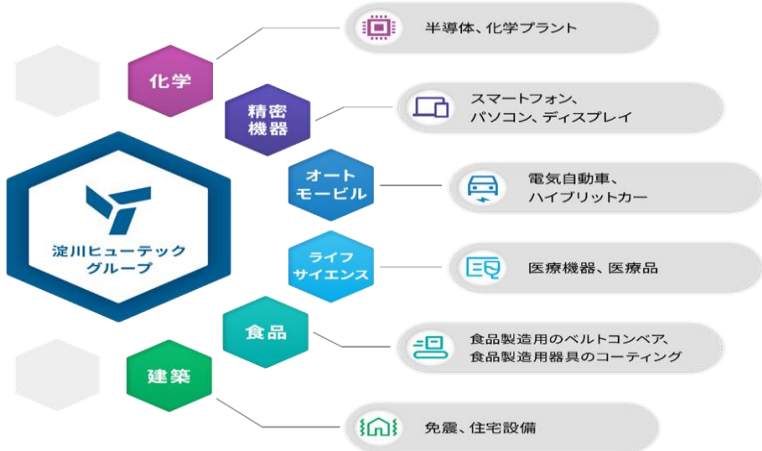 化学
半導体、化学プラント
精密
機器
スマートフォン、
パソコン、ディスプレイ
オート
モービル
電気自動車、
ハイブリットカー
淀川ヒューテック
グループ
ライフ
サイエンス
医療機器、医療品
食品
食品製造用のベルトコンベア、
食品製造用器具のコーティング
建築
免震、住宅設備